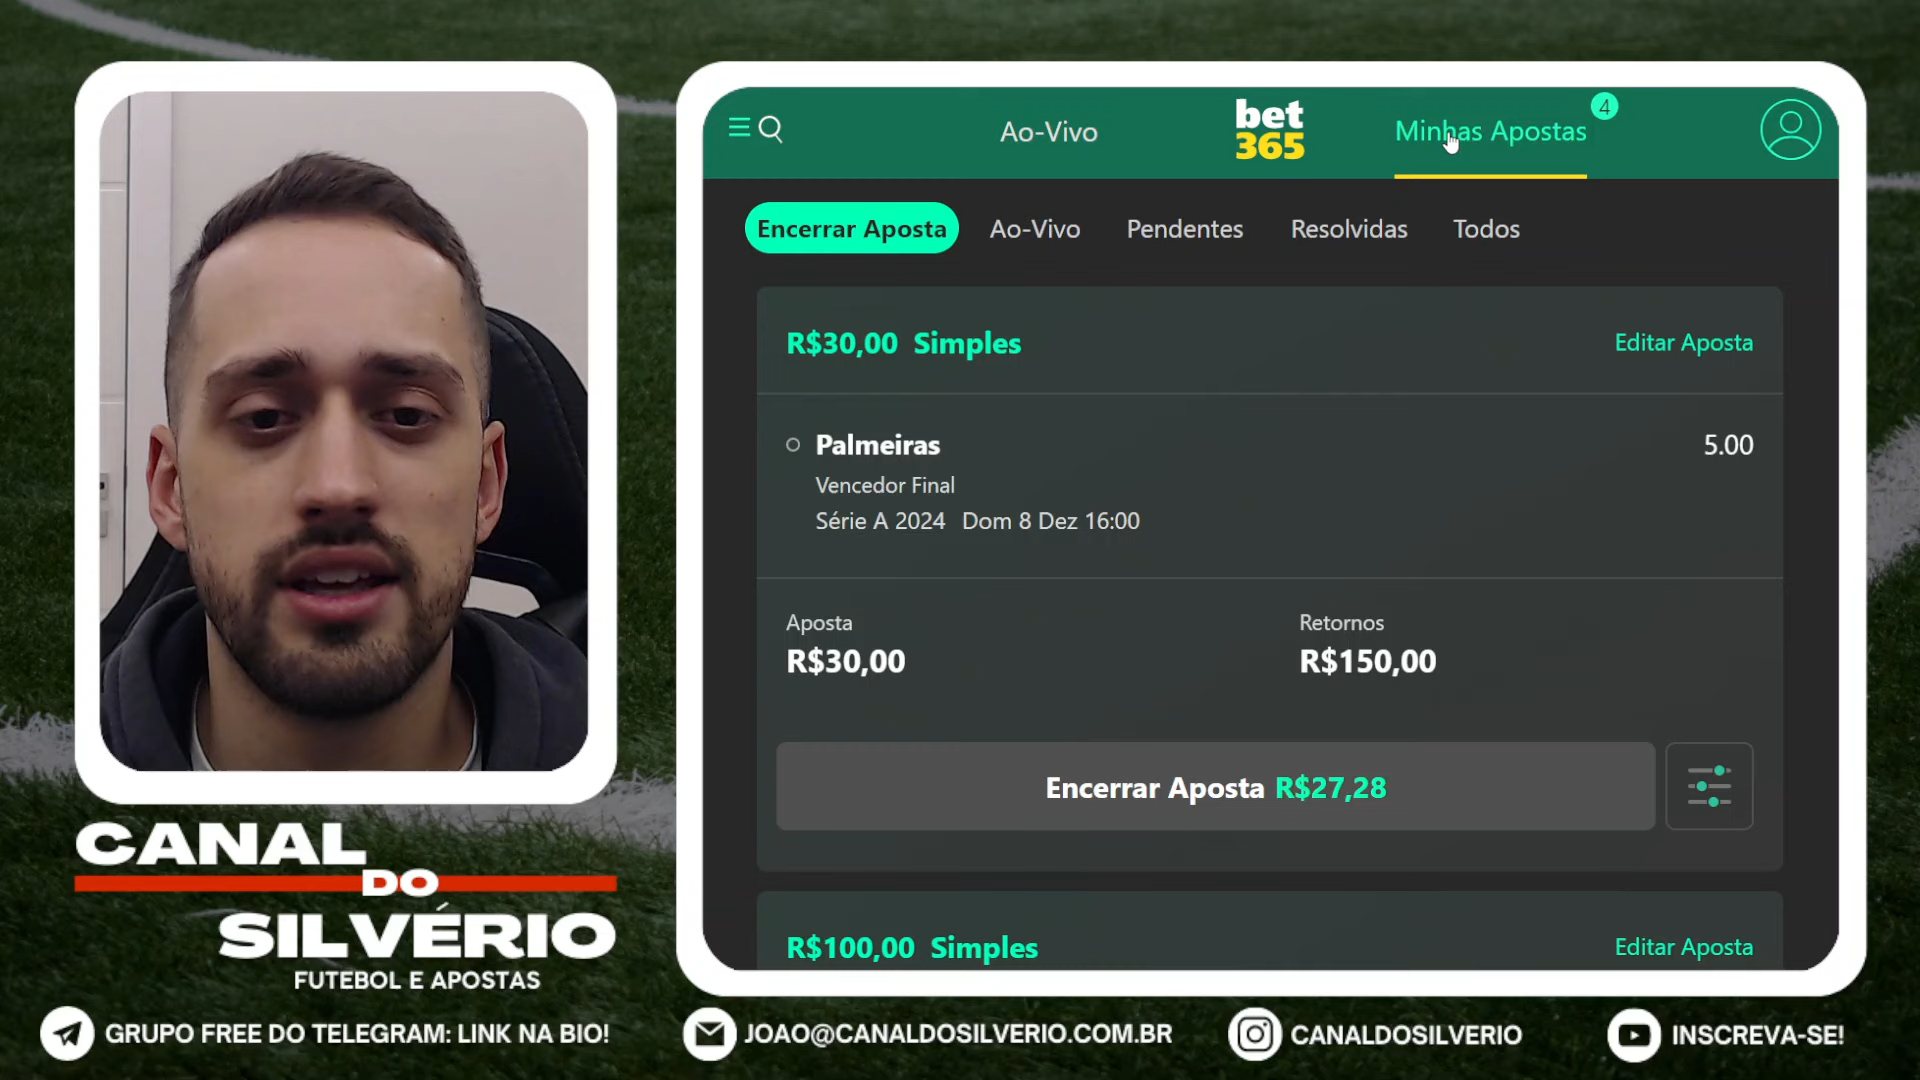 Ao-Vivo
bet
365
Minhas Apostas
4
Encerrar Aposta
Ao-Vivo
Pendentes
Resolvidas
Todos
R$30,00 Simples
Editar Aposta
Palmeiras
5.00
Vencedor Final
Série A 2024 Dom 8 Dez 16:00
Aposta
Retornos
R$30,00
R$150,00
Encerrar Aposta R$27,28
R$100,00 Simples
Editar Aposta
CANAL
DO
SILVÉRIO
FUTEBOL E APOSTAS
GRUPO FREE DO TELEGRAM: LINK NA BIO!
JOAO@CANALDOSILVERIO.COM.BR
CANALDOSILVERIO
INSCREVA-SE!